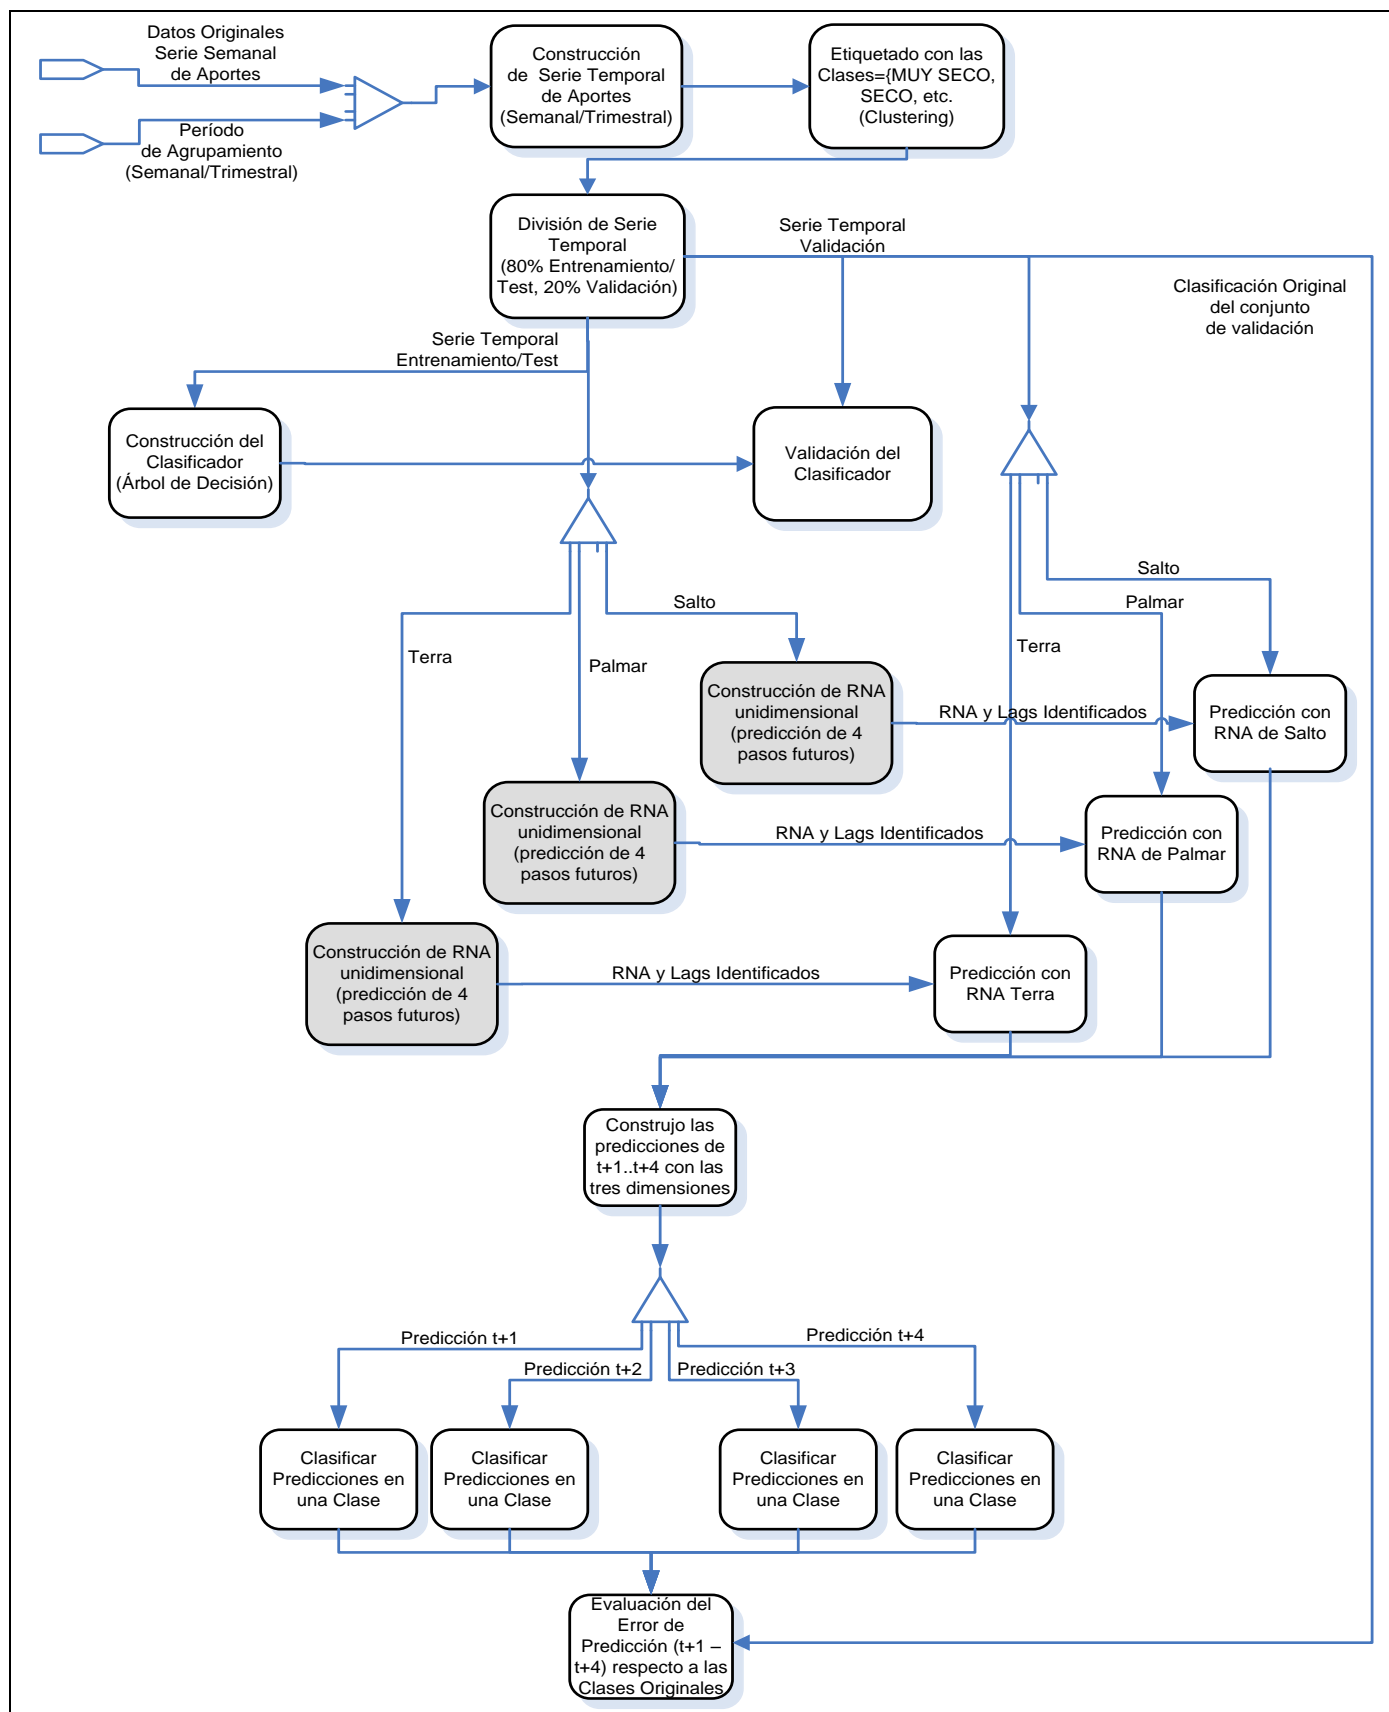 Datos Originales
Serie Semanal
de Aportes
Período
de Agrupamiento
(Semanal/Trimestral)
Construcción
de Serie Temporal
de Aportes
(Semanal/Trimestral)
Etiquetado con las
Clases={MUY SECO,
SECO, etc.
(Clustering)
División de Serie
Temporal
(80% Entrenamiento/
Test, 20% Validación)
Serie Temporal
Validación
Clasificación Original
del conjunto
de validación
Serie Temporal
Entrenamiento/Test
Construcción del
Clasificador
(Árbol de Decisión)
Validación del
Clasificador
Salto
Palmar
Terra
Salto
Palmar
Terra
Construcción de RNA
unidimensional
(predicción de 4
pasos futuros)
RNA y Lags Identificados
Predicción con
RNA de Salto
Construcción de RNA
unidimensional
(predicción de 4
pasos futuros)
RNA y Lags Identificados
Predicción con
RNA de Palmar
Construcción de RNA
unidimensional
(predicción de 4
pasos futuros)
RNA y Lags Identificados
Predicción con
RNA Terra
Construjo las
predicciones de
t+1..t+4 con las
tres dimensiones
Predicción t+1
Predicción t+2
Predicción t+3
Predicción t+4
Clasificar
Predicciones en
una Clase
Clasificar
Predicciones en
una Clase
Clasificar
Predicciones en
una Clase
Clasificar
Predicciones en
una Clase
Evaluación del
Error de
Predicción (t+1 –
t+4) respecto a las
Clases Originales